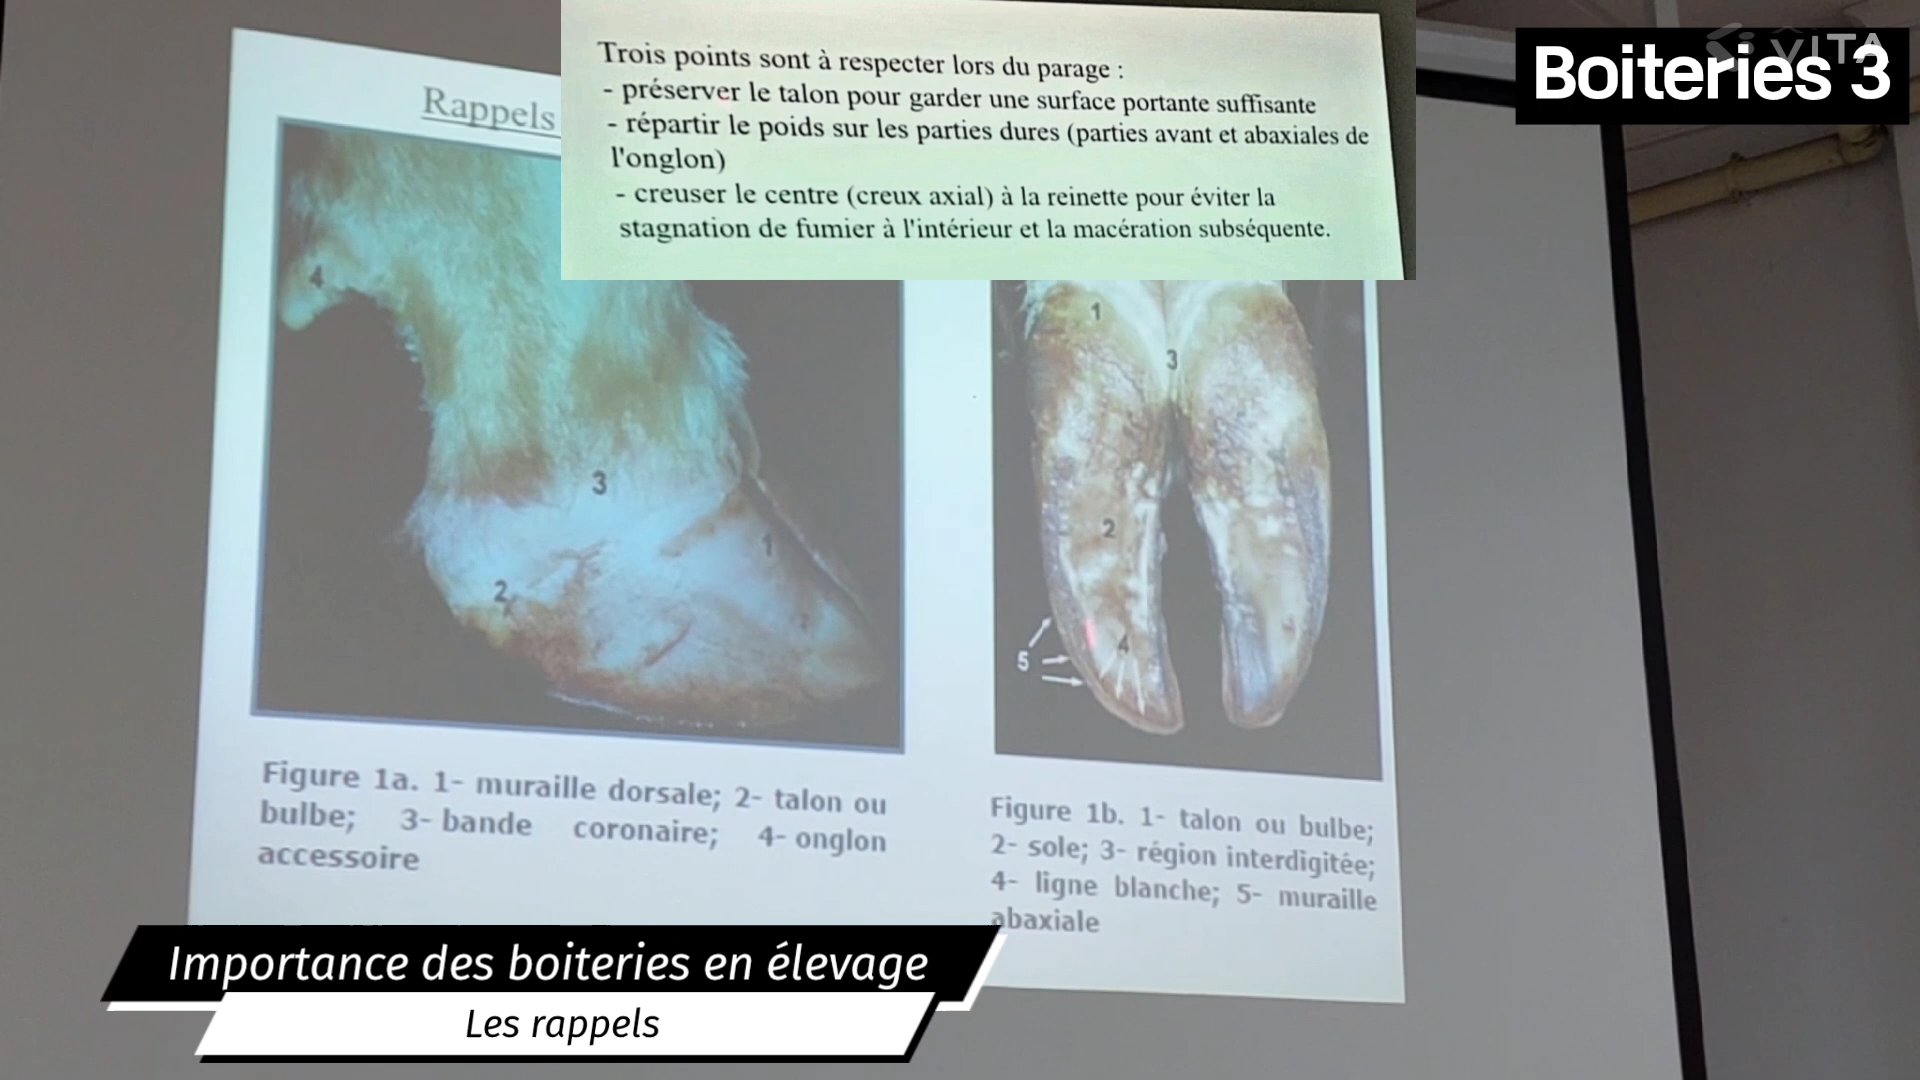 Trois points sont à respecter lors du parage :
- préserver le talon pour garder une surface portante suffisante
- répartir le poids sur les parties dures (parties avant et abaxiales de
l'onglon)
- creuser le centre (creux axial) à la reinette pour éviter la
stagnation de fumier à l'intérieur et la macération subséquente.
VITA
Boiteries 3
Rappels
4
3
1
2
1
3
2
4
5
Figure 1a. 1- muraille dorsale; 2- talon ou
bulbe; 3- bande coronaire; 4- onglon
accessoire
Figure 1b. 1- talon ou bulbe;
2- sole; 3- région interdigitée;
4- ligne blanche; 5- muraille
abaxiale
Importance des boiteries en élevage
Les rappels